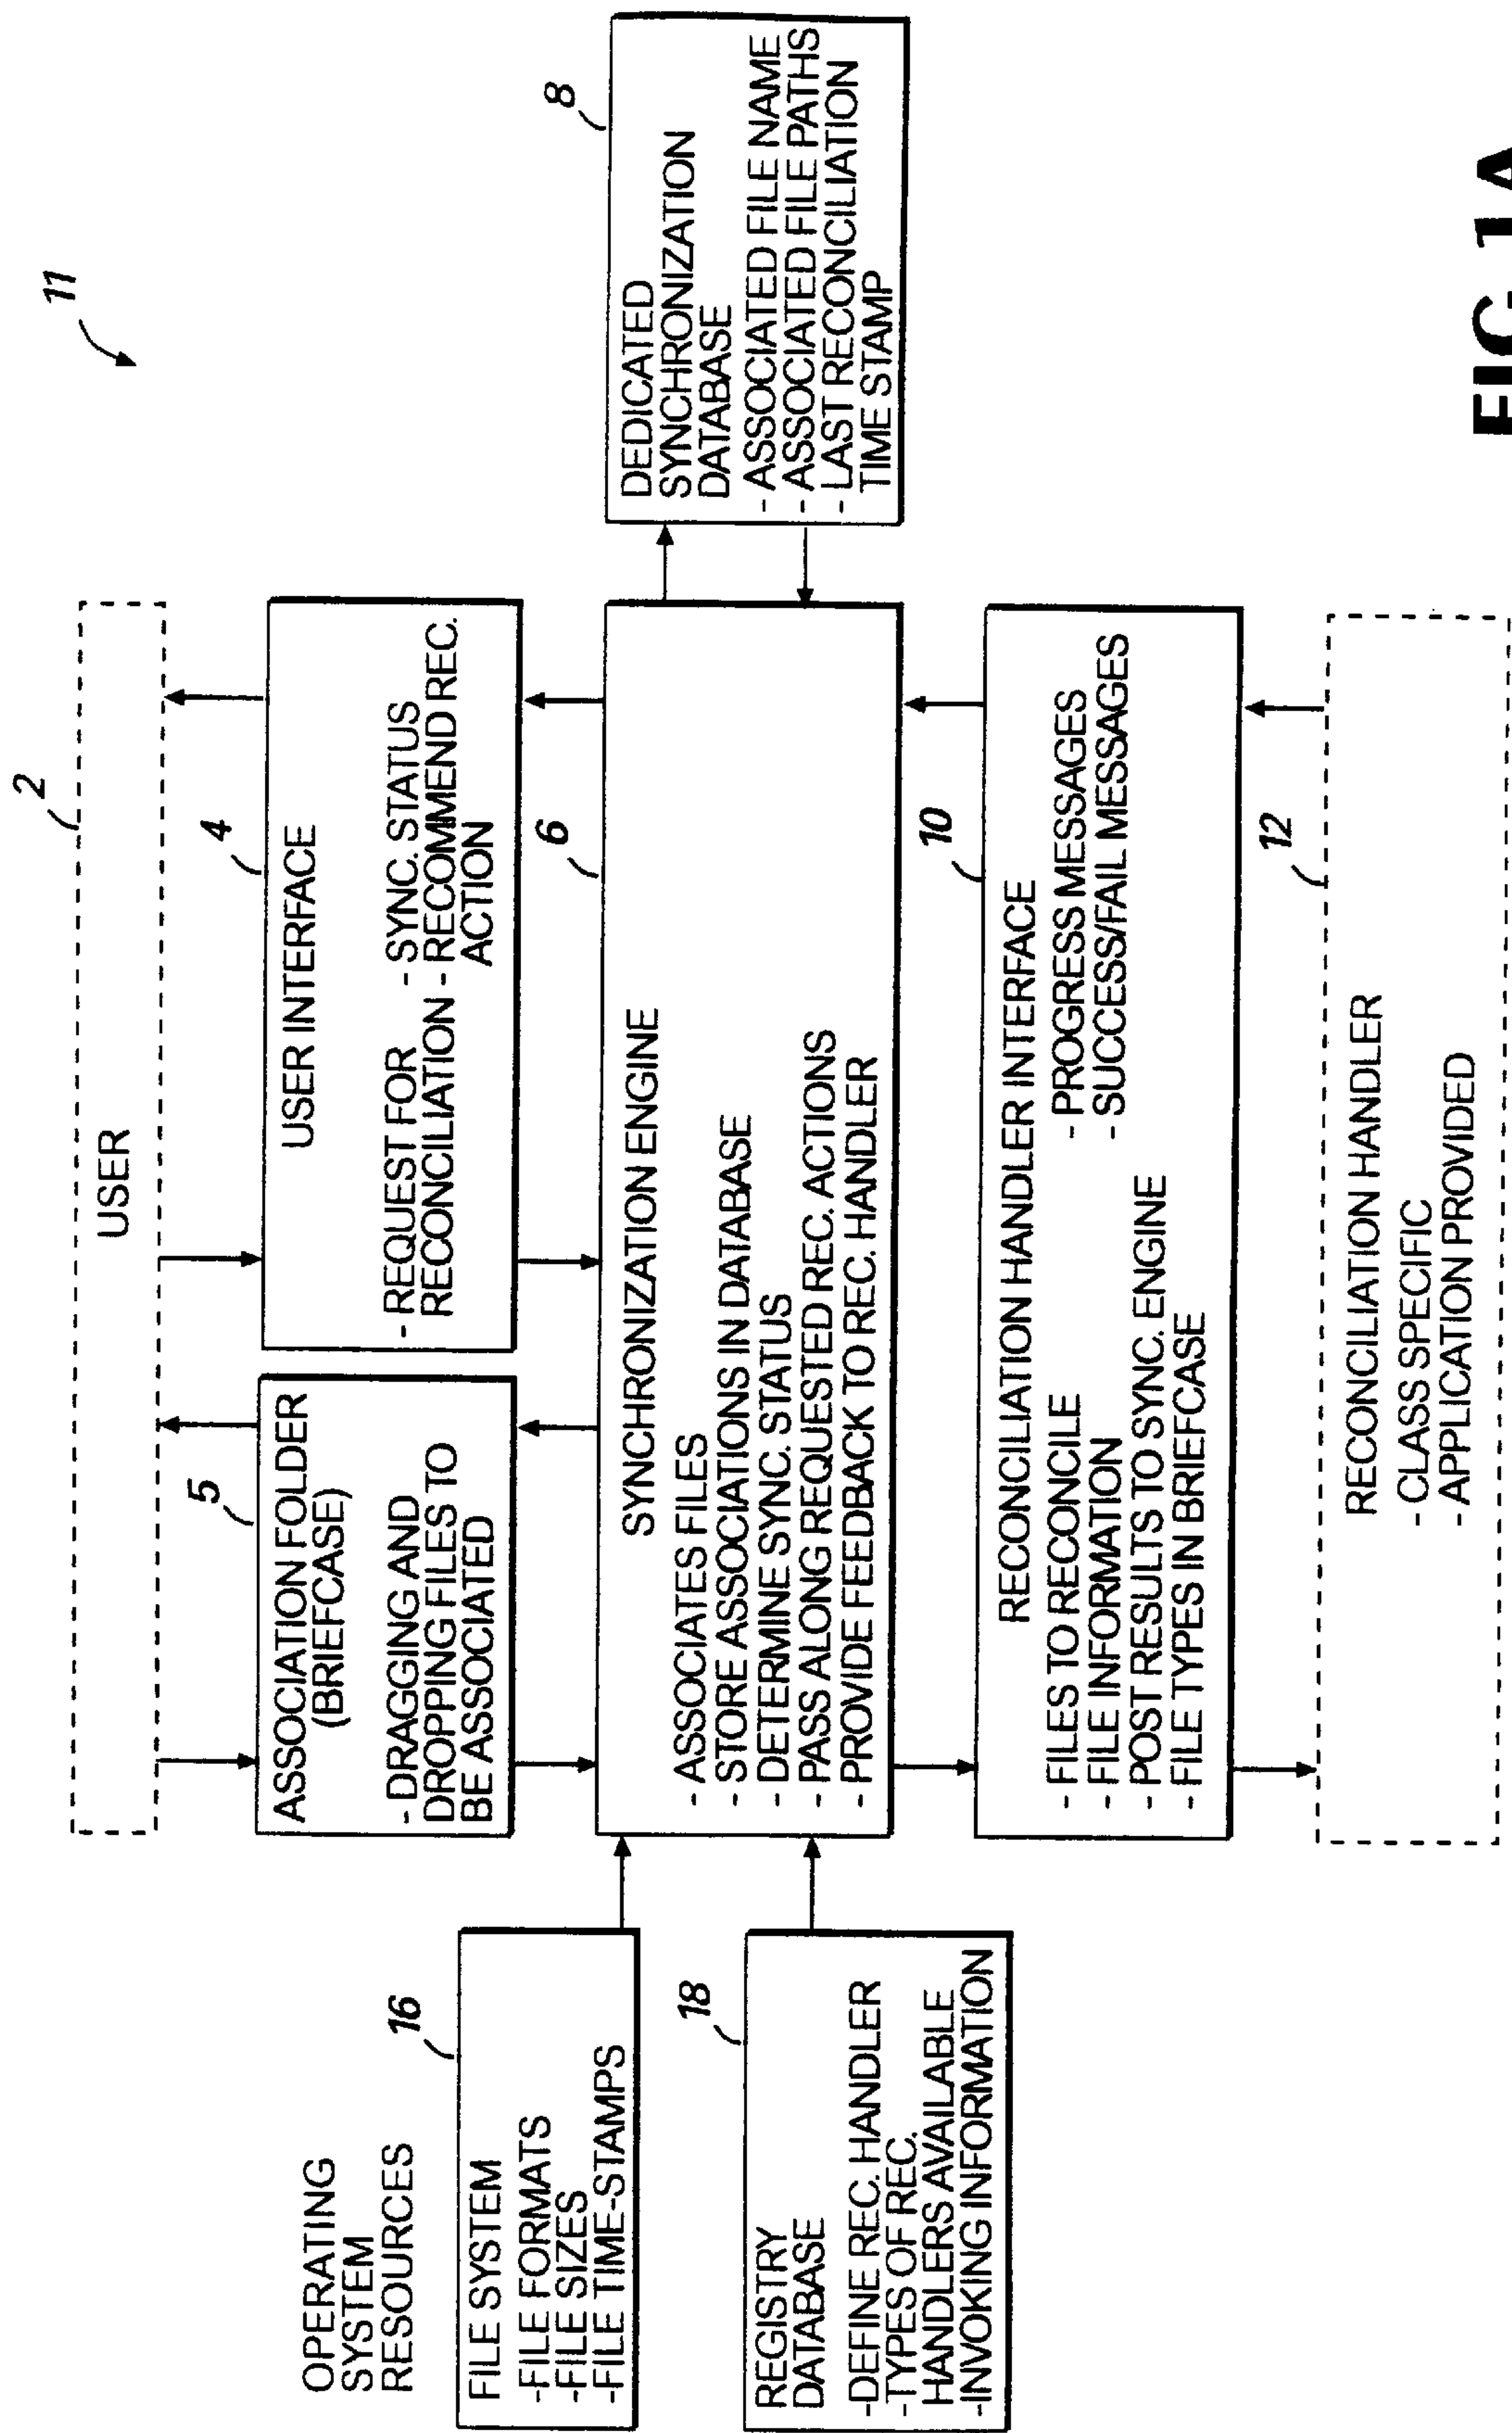 11
2
USER
5
ASSOCIATION FOLDER
(BRIEFCASE)
- DRAGGING AND
DROPPING FILES TO
BE ASSOCIATED
4
USER INTERFACE
- REQUEST FOR
RECONCILIATION
- SYNC. STATUS
- RECOMMEND REC.
ACTION
OPERATING
SYSTEM
RESOURCES
16
FILE SYSTEM
-FILE FORMATS
-FILE SIZES
-FILE TIME-STAMPS
18
REGISTRY
DATABASE
-DEFINE REC. HANDLER
-TYPES OF REC.
HANDLERS AVAILABLE
-INVOKING INFORMATION
6
SYNCHRONIZATION ENGINE
- ASSOCIATES FILES
- STORE ASSOCIATIONS IN DATABASE
- DETERMINE SYNC. STATUS
- PASS ALONG REQUESTED REC. ACTIONS
- PROVIDE FEEDBACK TO REC. HANDLER
8
DEDICATED
SYNCHRONIZATION
DATABASE
- ASSOCIATED FILE NAME
- ASSOCIATED FILE PATHS
- LAST RECONCILIATION
TIME STAMP
10
RECONCILIATION HANDLER INTERFACE
- FILES TO RECONCILE
- FILE INFORMATION
- POST RESULTS TO SYNC. ENGINE
- FILE TYPES IN BRIEFCASE
- PROGRESS MESSAGES
- SUCCESS/FAIL MESSAGES
12
RECONCILIATION HANDLER
- CLASS SPECIFIC
- APPLICATION PROVIDED
FIG. 1A